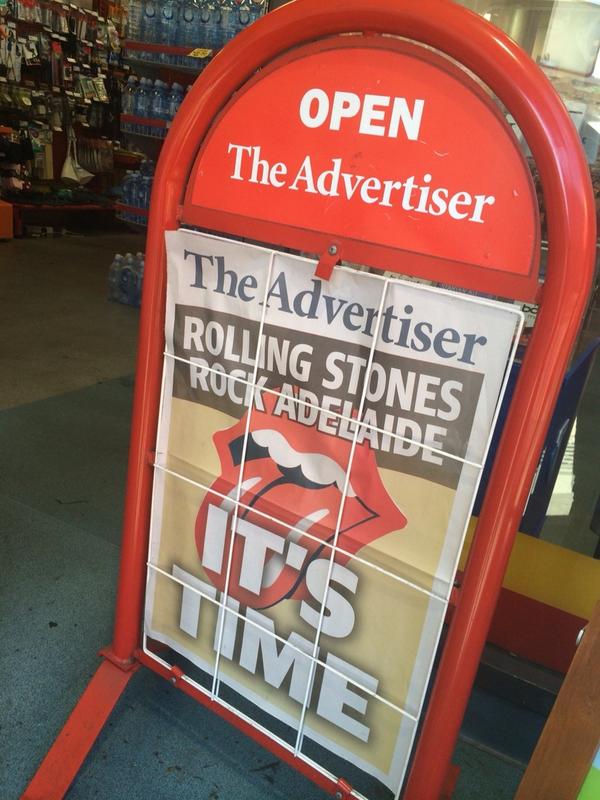 OPEN
The Advertiser
The Advertiser
ROLLING STONES
ROCK ADELAIDE
IT'S
TIME